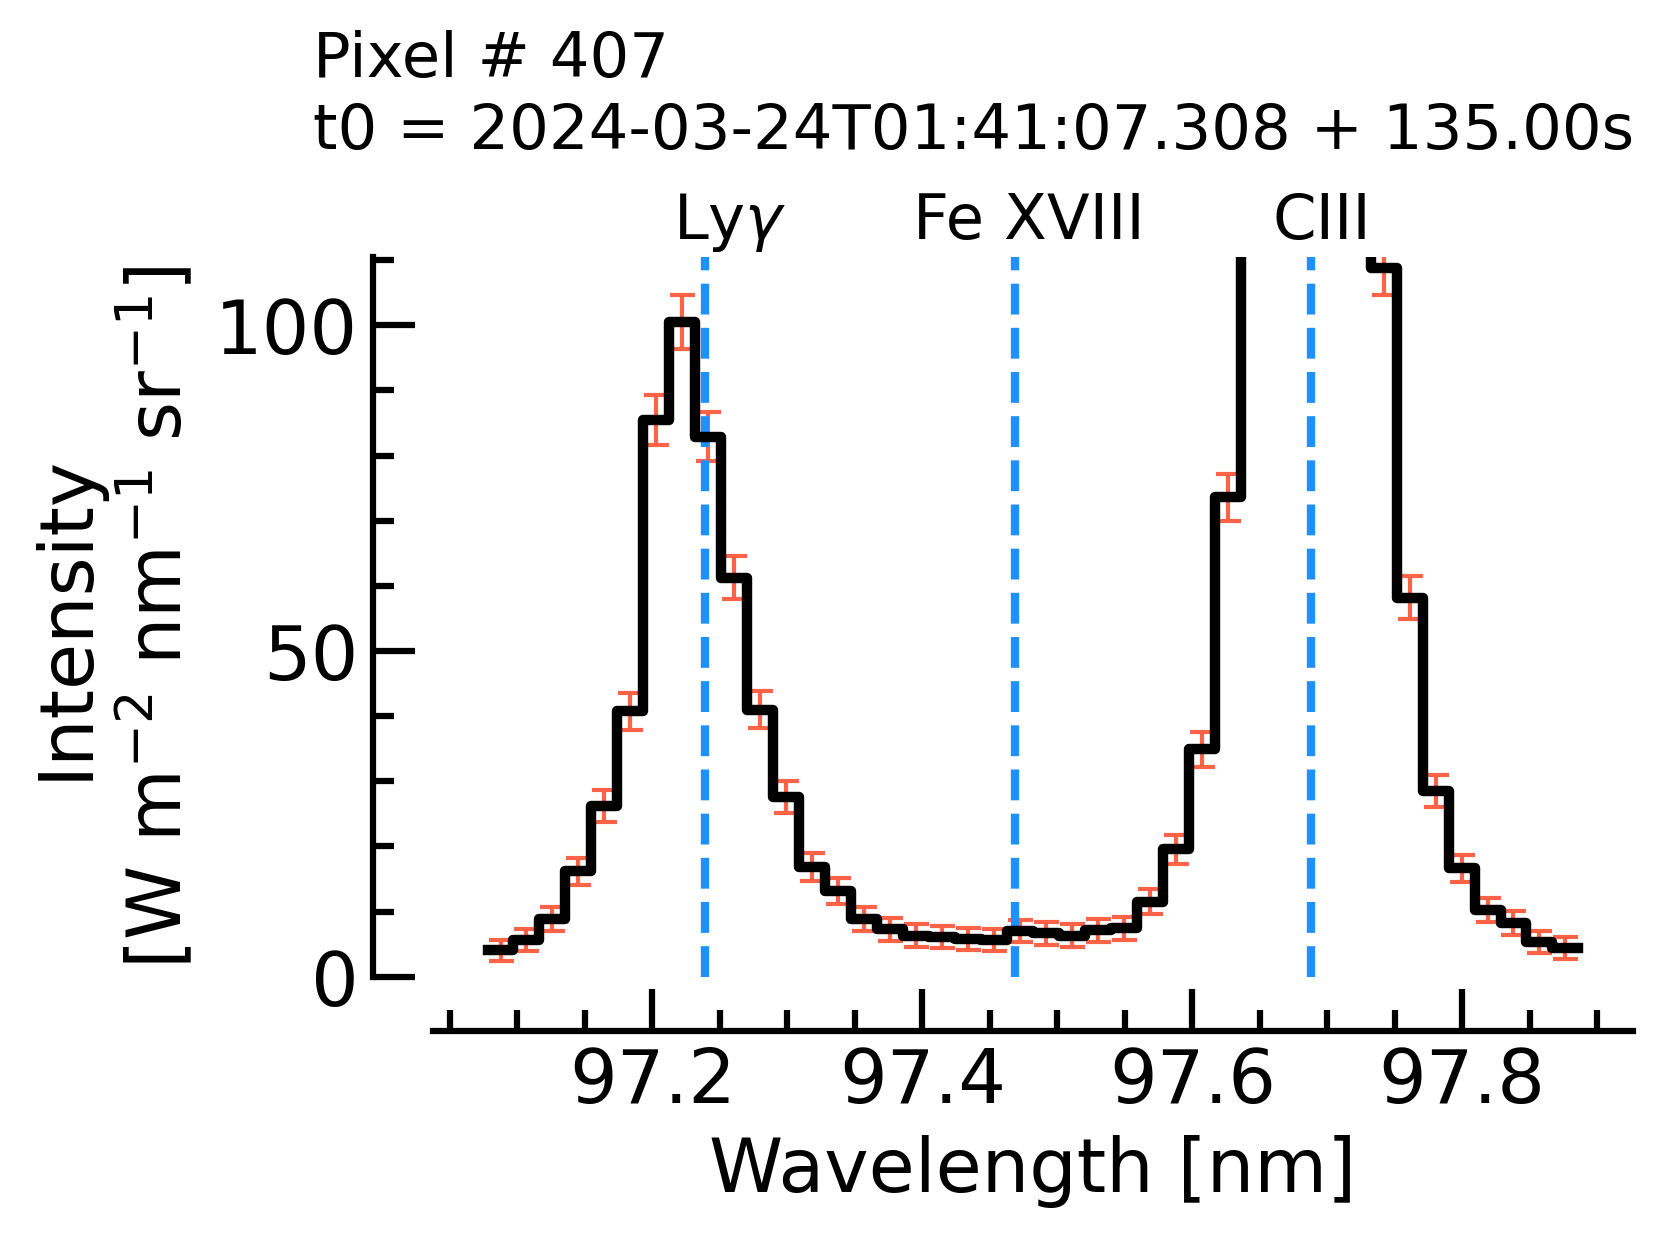 Pixel # 407
t0 = 2024-03-24T01:41:07.308 + 135.00s
Lyγ Fe XVIII CIII
Intensity
[W m⁻² nm⁻¹ sr⁻¹]
100
50
0
97.2 97.4 97.6 97.8
Wavelength [nm]